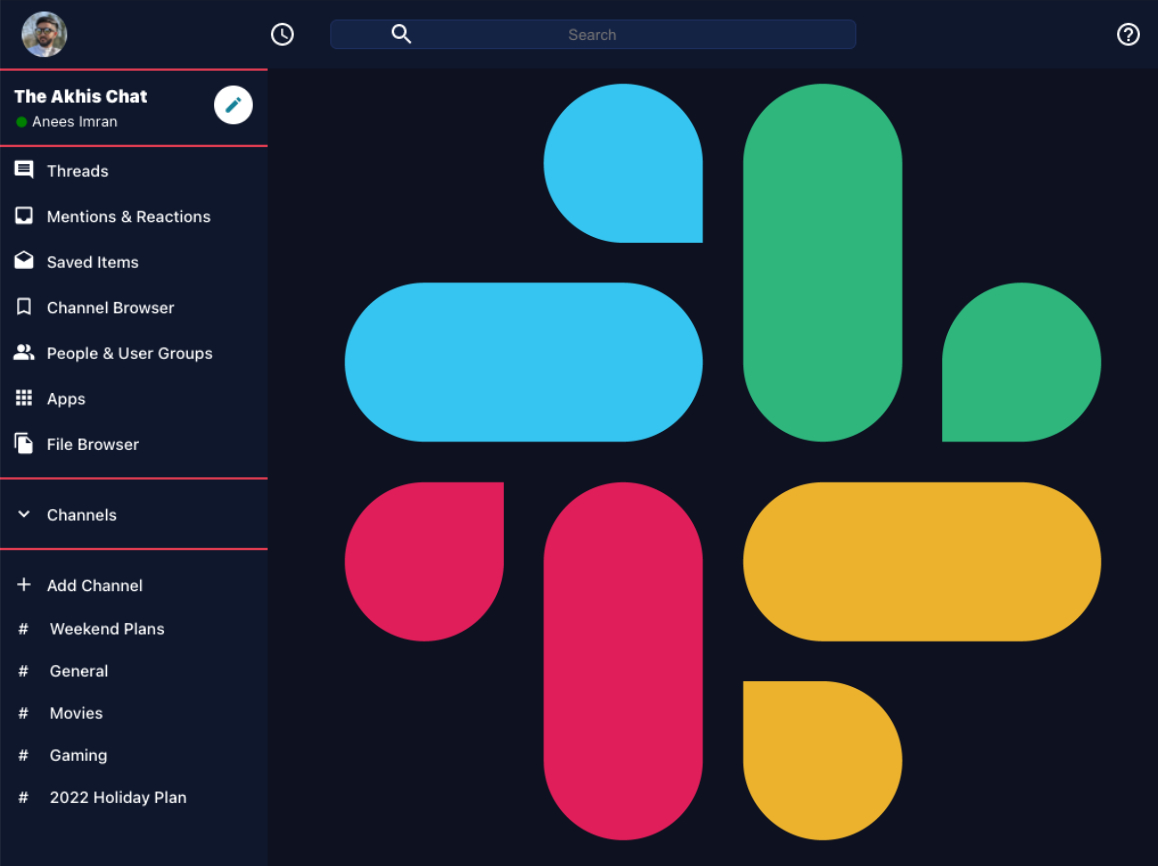 Search
The Akhis Chat
Anees Imran
Threads
Mentions & Reactions
Saved Items
Channel Browser
People & User Groups
Apps
File Browser
Channels
+ Add Channel
# Weekend Plans
# General
# Movies
# Gaming
# 2022 Holiday Plan